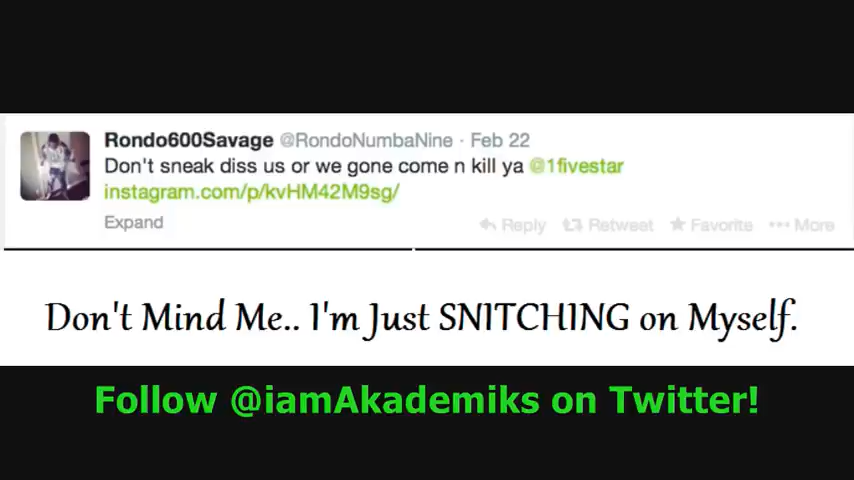 Rondo600Savage @RondoNumbaNine · Feb 22
Don't sneak diss us or we gone come n kill ya @1fivestar
instagram.com/p/kvHM42M9sg/
Expand Reply Retweet Favorite More
Don't Mind Me.. I'm Just SNITCHING on Myself.
Follow @iamAkademiks on Twitter!